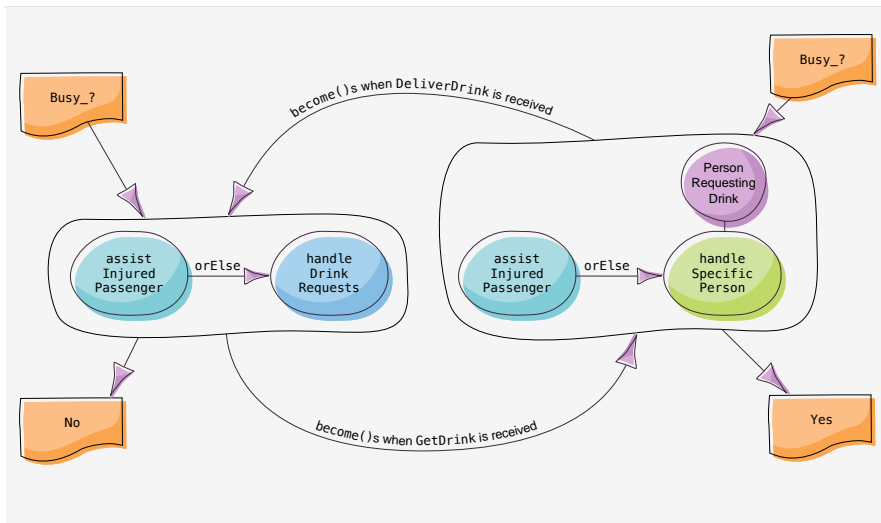 Busy_?
Busy_?
become()s when DeliverDrink is received
Person
Requesting
Drink
assist
Injured
Passenger
orElse
handle
Drink
Requests
assist
Injured
Passenger
orElse
handle
Specific
Person
No
become()s when GetDrink is received
Yes